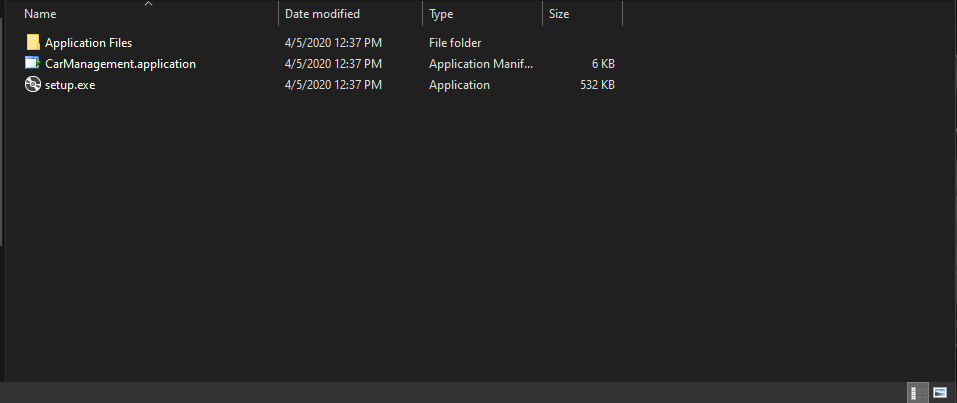 Name Date modified Type Size
Application Files 4/5/2020 12:37 PM File folder
CarManagement.application 4/5/2020 12:37 PM Application Manif... 6 KB
setup.exe 4/5/2020 12:37 PM Application 532 KB